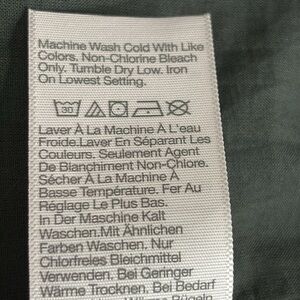 Machine Wash Cold With Like
Colors. Non-Chlorine Bleach
Only. Tumble Dry Low. Iron
On Lowest Setting.
30
Laver À La Machine À L'eau
Froide.Laver En Séparant Les
Couleurs. Seulement Agent
De Blanchiment Non-Chlore.
Sécher À La Machine À
Basse Température. Fer Au
Réglage Le Plus Bas.
In Der Maschine Kalt
Waschen.Mit Ähnlichen
Farben Waschen. Nur
Chlorfreies Bleichmittel
Verwenden. Bei Geringer
Wärme Trocknen. Bei Bedarf
Wärme Bügeln